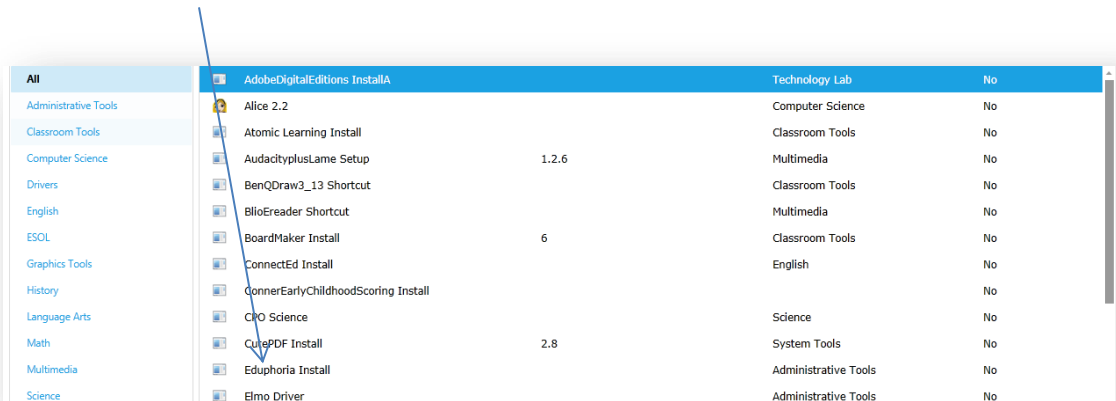 All
Administrative Tools
Classroom Tools
Computer Science
Drivers
English
ESOL
Graphics Tools
History
Language Arts
Math
Multimedia
Science
AdobeDigitalEditions InstallA Technology Lab No
Alice 2.2 Computer Science No
Atomic Learning Install Classroom Tools No
AudacityplusLame Setup 1.2.6 Multimedia No
BenQDraw3_13 Shortcut Classroom Tools No
BlioEreader Shortcut Multimedia No
BoardMaker Install 6 Classroom Tools No
ConnectEd Install English No
ConnerEarlyChildhoodScoring Install No
CPO Science Science No
CutePDF Install 2.8 System Tools No
Eduphoria Install Administrative Tools No
Elmo Driver Administrative Tools No